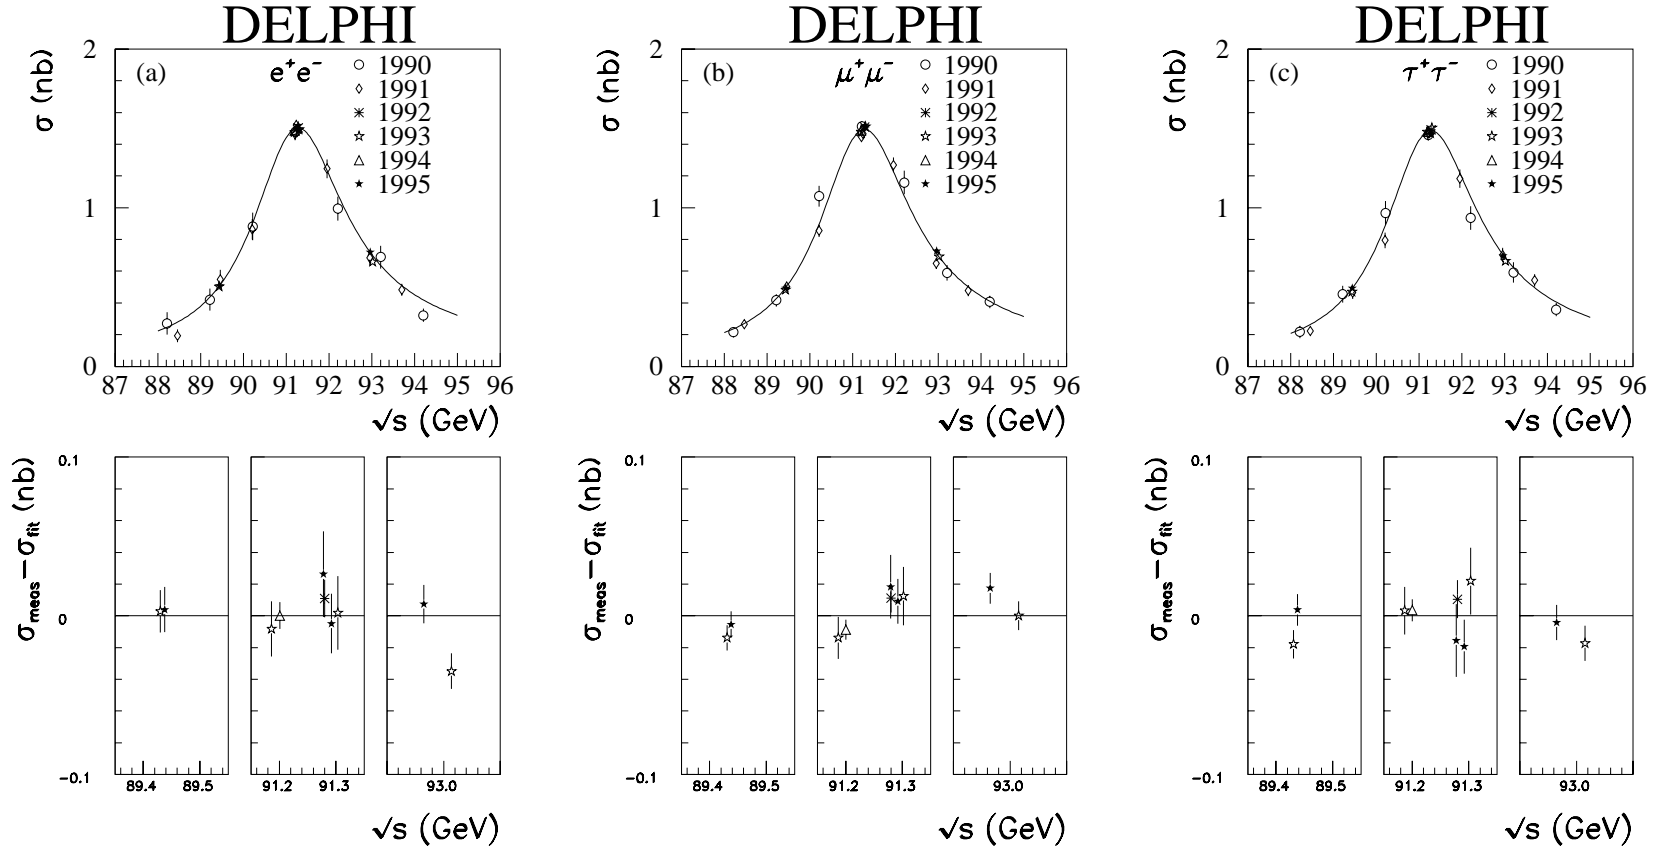 DELPHI
σ (nb)
2
1
0
(a)
e⁺e⁻
1990
1991
1992
1993
1994
1995
87 88 89 90 91 92 93 94 95 96
√s (GeV)
σmeas−σfit (nb)
0.1
0
−0.1
89.4 89.5
91.2 91.3
93.0
√s (GeV)
DELPHI
σ (nb)
2
1
0
(b)
μ⁺μ⁻
1990
1991
1992
1993
1994
1995
87 88 89 90 91 92 93 94 95 96
√s (GeV)
σmeas−σfit (nb)
0.1
0
−0.1
89.4 89.5
91.2 91.3
93.0
√s (GeV)
DELPHI
σ (nb)
2
1
0
(c)
τ⁺τ⁻
1990
1991
1992
1993
1994
1995
87 88 89 90 91 92 93 94 95 96
√s (GeV)
σmeas−σfit (nb)
0.1
0
−0.1
89.4 89.5
91.2 91.3
93.0
√s (GeV)